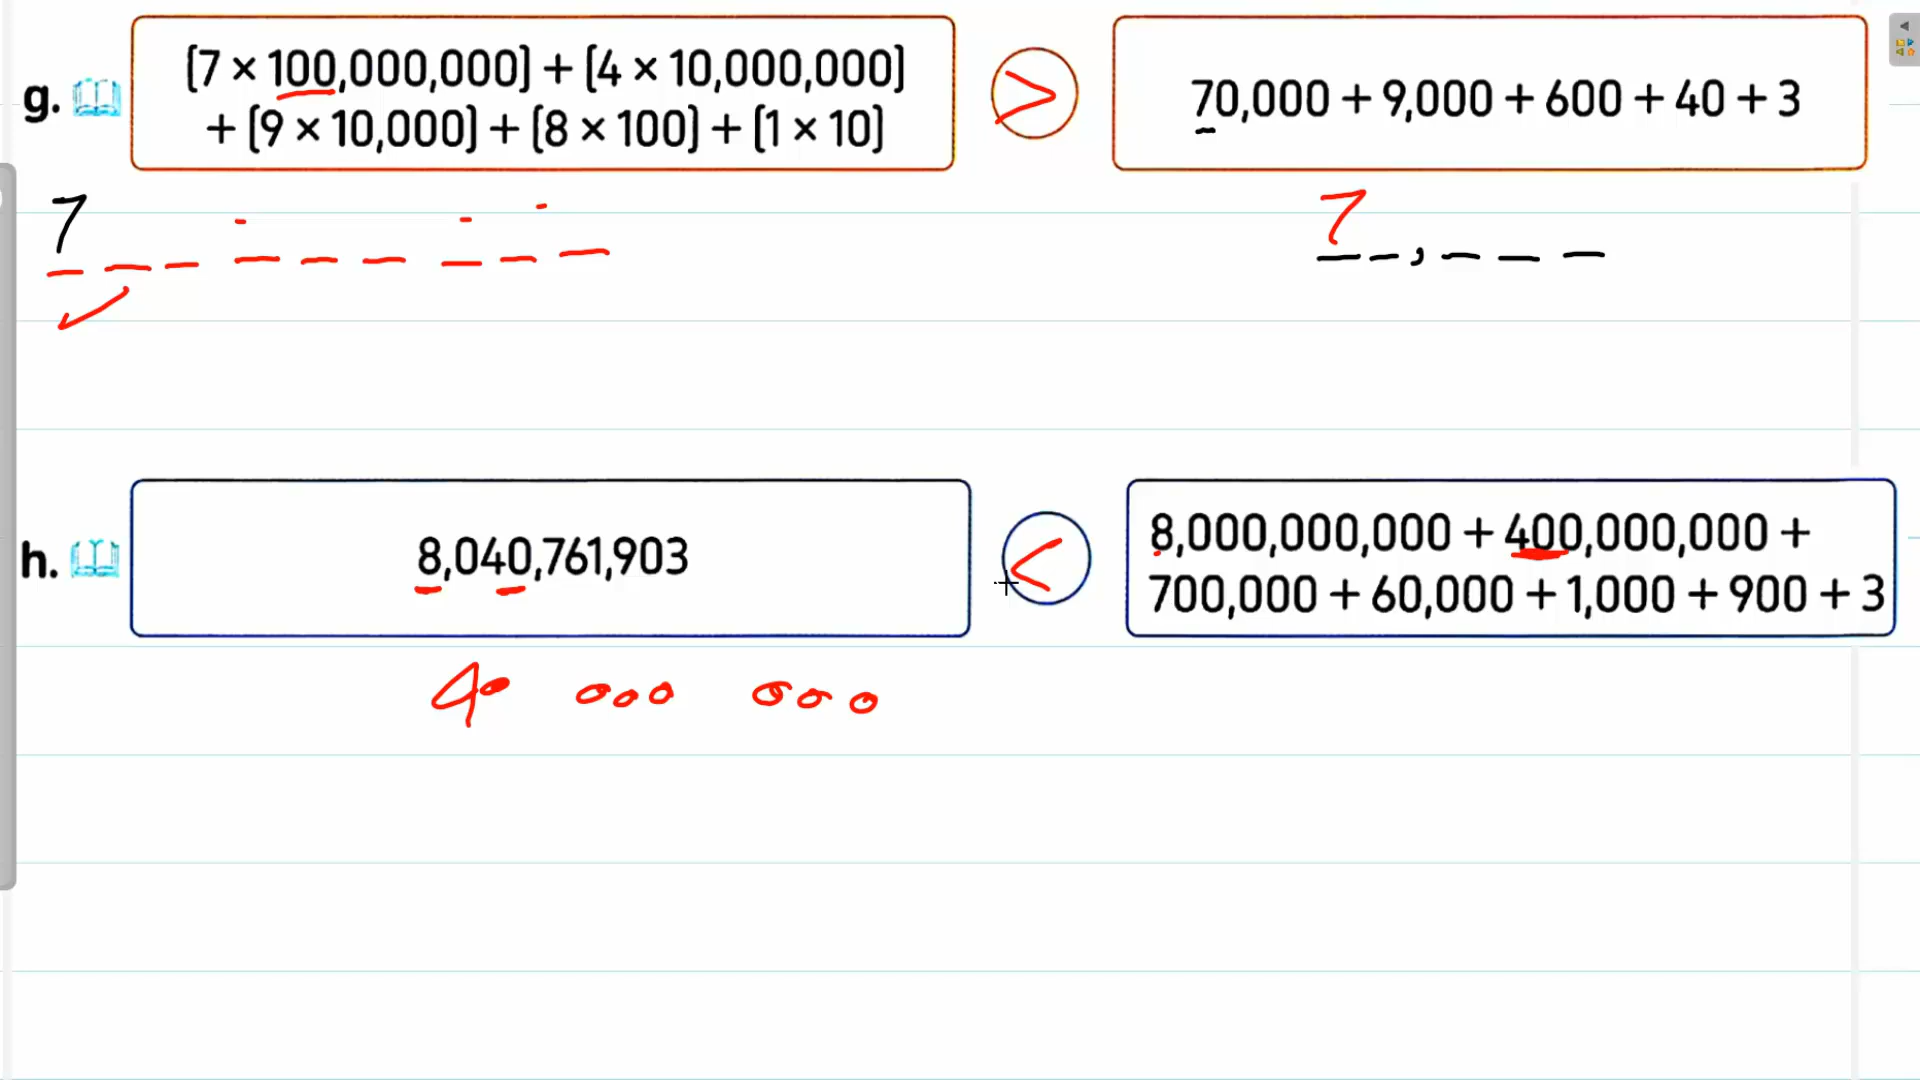 g. [7 × 100,000,000] + [4 × 10,000,000]
+ [9 × 10,000] + [8 × 100] + [1 × 10]
>
70,000 + 9,000 + 600 + 40 + 3
7
7
,
h. 8,040,761,903
<
8,000,000,000 + 400,000,000 +
700,000 + 60,000 + 1,000 + 900 + 3
40 000 000